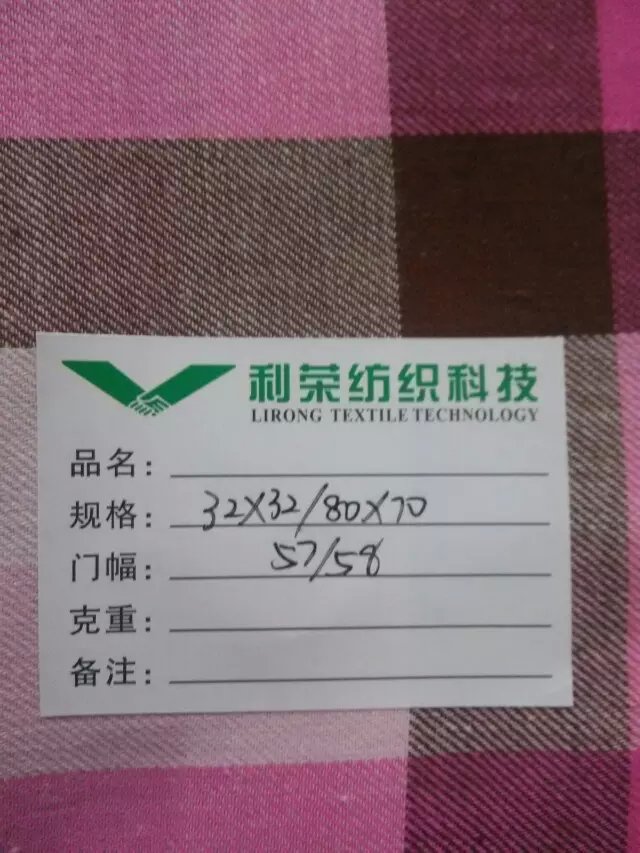 利荣纺织科技
LIRONG TEXTILE TECHNOLOGY
品名:
规格: 32X32/80X70
门幅: 57/58
克重:
备注: